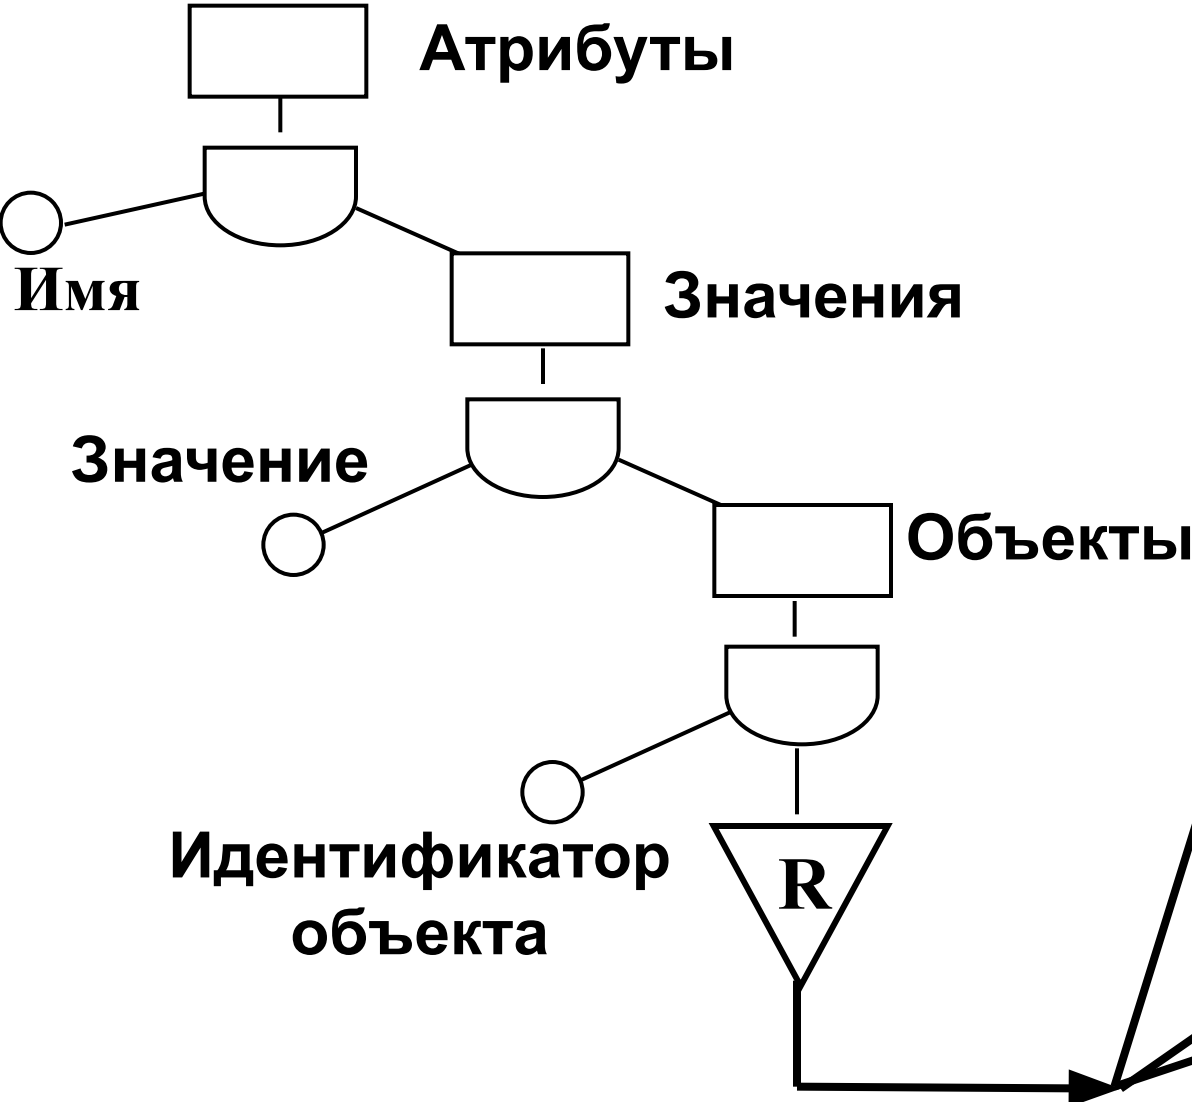 Атрибуты
Имя
Значения
Значение
Объекты
Идентификатор
объекта
R